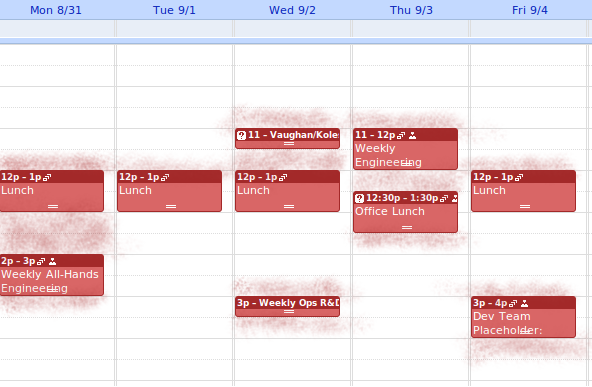 Mon 8/31
Tue 9/1
Wed 9/2
Thu 9/3
Fri 9/4
12p – 1p
Lunch
2p – 3p
Weekly All-Hands
Engineering
12p – 1p
Lunch
11 – Vaughan/Koles
12p – 1p
Lunch
3p – Weekly Ops R&D
11 – 12p
Weekly
Engineering
12:30p – 1:30p
Office Lunch
12p – 1p
Lunch
3p – 4p
Dev Team
Placeholder: